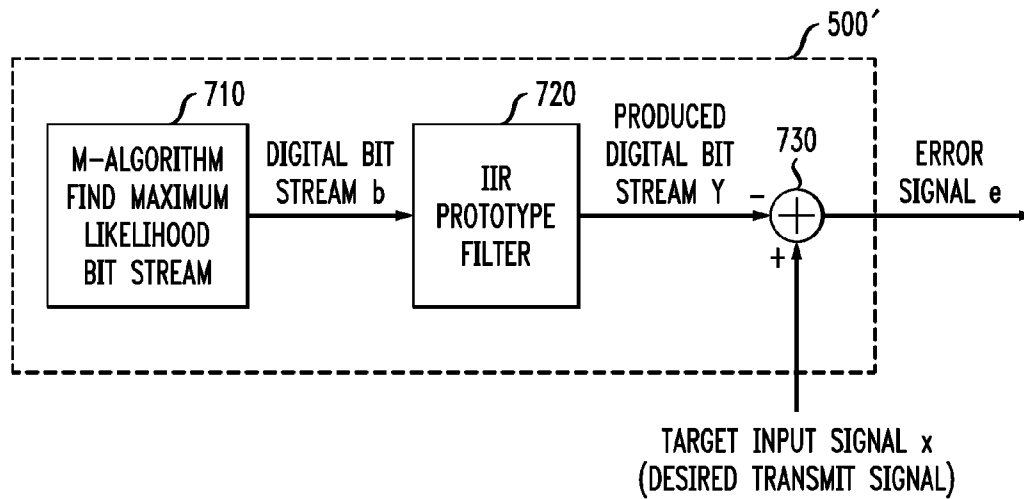 500′
710
M-ALGORITHM
FIND MAXIMUM
LIKELIHOOD
BIT STREAM
DIGITAL BIT
STREAM b
720
IIR
PROTOTYPE
FILTER
PRODUCED
DIGITAL BIT
STREAM Y
730
−
+
+
ERROR
SIGNAL e
TARGET INPUT SIGNAL x
(DESIRED TRANSMIT SIGNAL)